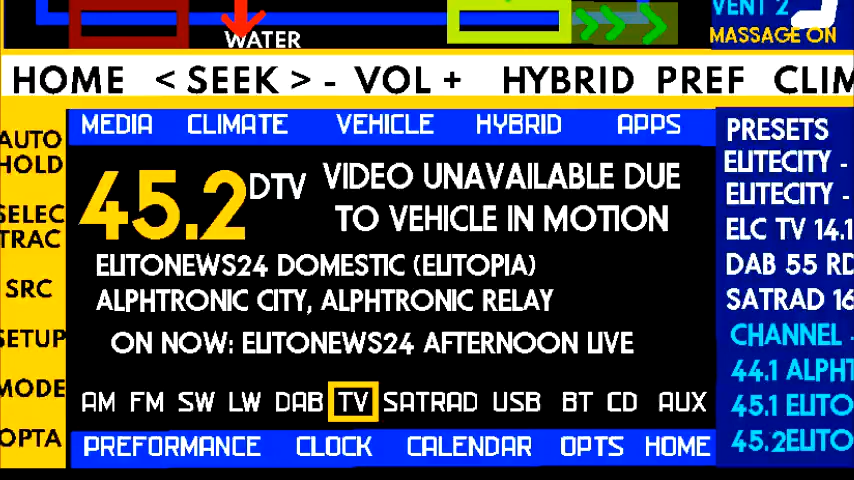 VENT 2
WATER
MASSAGE ON
HOME < SEEK > - VOL + HYBRID PREF CLIM
AUTO HOLD
SELEC TRAC
SRC
SETUP
MODE
OPTA
MEDIA CLIMATE VEHICLE HYBRID APPS
45.2 DTV
VIDEO UNAVAILABLE DUE
TO VEHICLE IN MOTION
ELITONEWS24 DOMESTIC (ELITOPIA)
ALPHTRONIC CITY, ALPHTRONIC RELAY
ON NOW: ELITONEWS24 AFTERNOON LIVE
AM FM SW LW DAB TV SATRAD USB BT CD AUX
PREFORMANCE CLOCK CALENDAR OPTS HOME
PRESETS
ELITECITY -
ELITECITY -
ELC TV 14.1
DAB 55 RD
SATRAD 16
CHANNEL -
44.1 ALPHT
45.1 ELITO
45.2ELITO